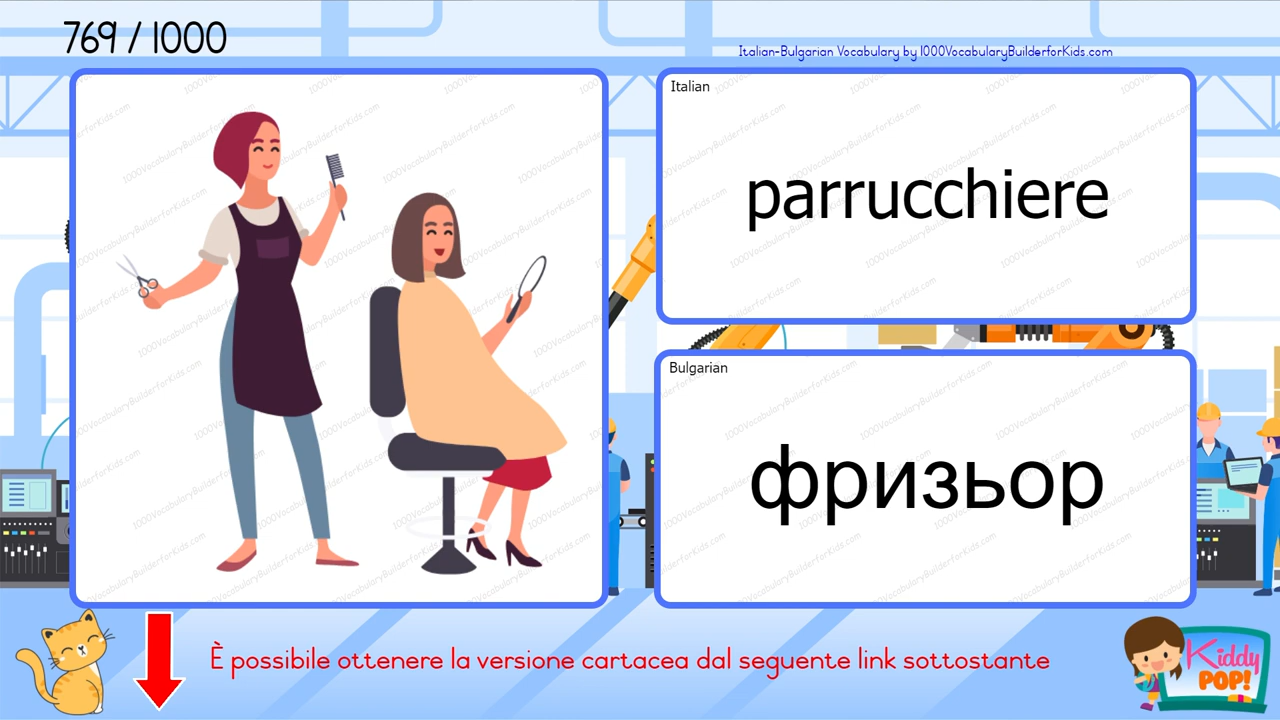 769 / 1000
Italian-Bulgarian Vocabulary by 1000VocabularyBuilderforKids.com
Italian
parrucchiere
Bulgarian
фризьор
È possibile ottenere la versione cartacea dal seguente link sottostante
Kiddy
POP!